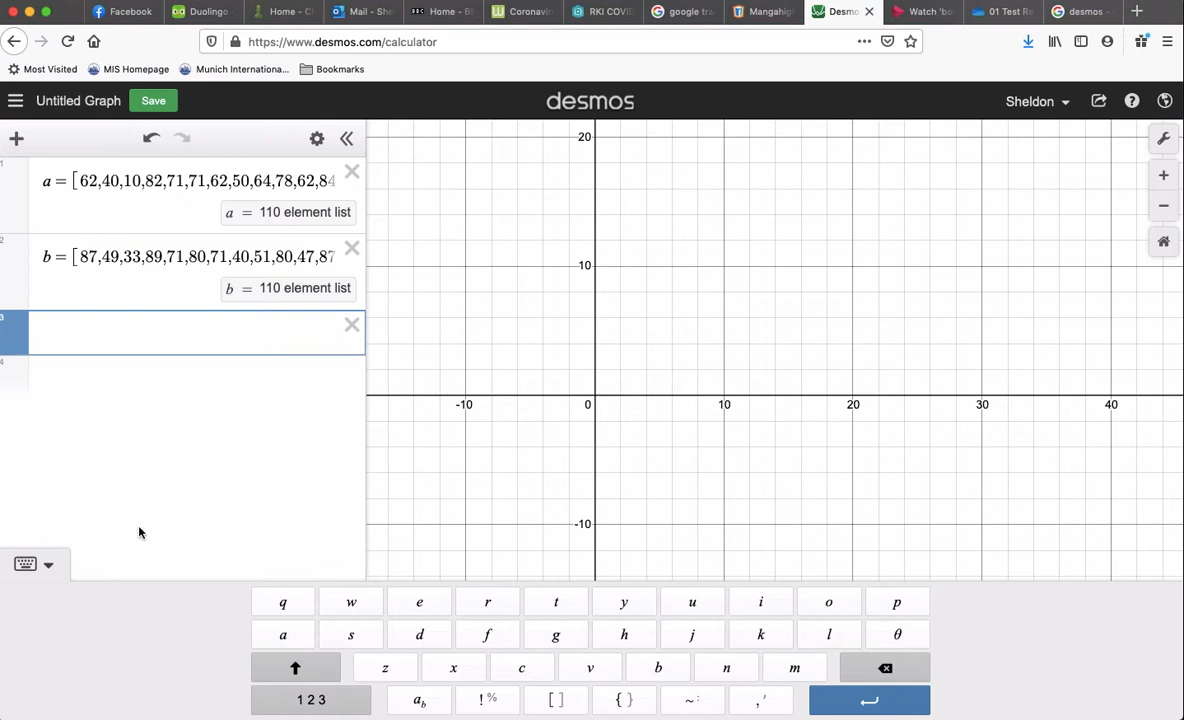 Facebook Duolingo Home - C Mail - She Home - B Coronavir RKI COVID google tra Mangahigh Desmo Watch 'bo 01 Test Re desmos -
https://www.desmos.com/calculator
Most Visited MIS Homepage Munich Internationa... Bookmarks
Untitled Graph Save desmos Sheldon
1
a = [62,40,10,82,71,71,62,50,64,78,62,84
a = 110 element list
2
b = [87,49,33,89,71,80,71,40,51,80,47,87
b = 110 element list
3
4
20
10
-10 0 10 20 30 40
-10
q w e r t y u i o p
a s d f g h j k l θ
z x c v b n m
1 2 3 a b ! % [ ] { } ~ : , '